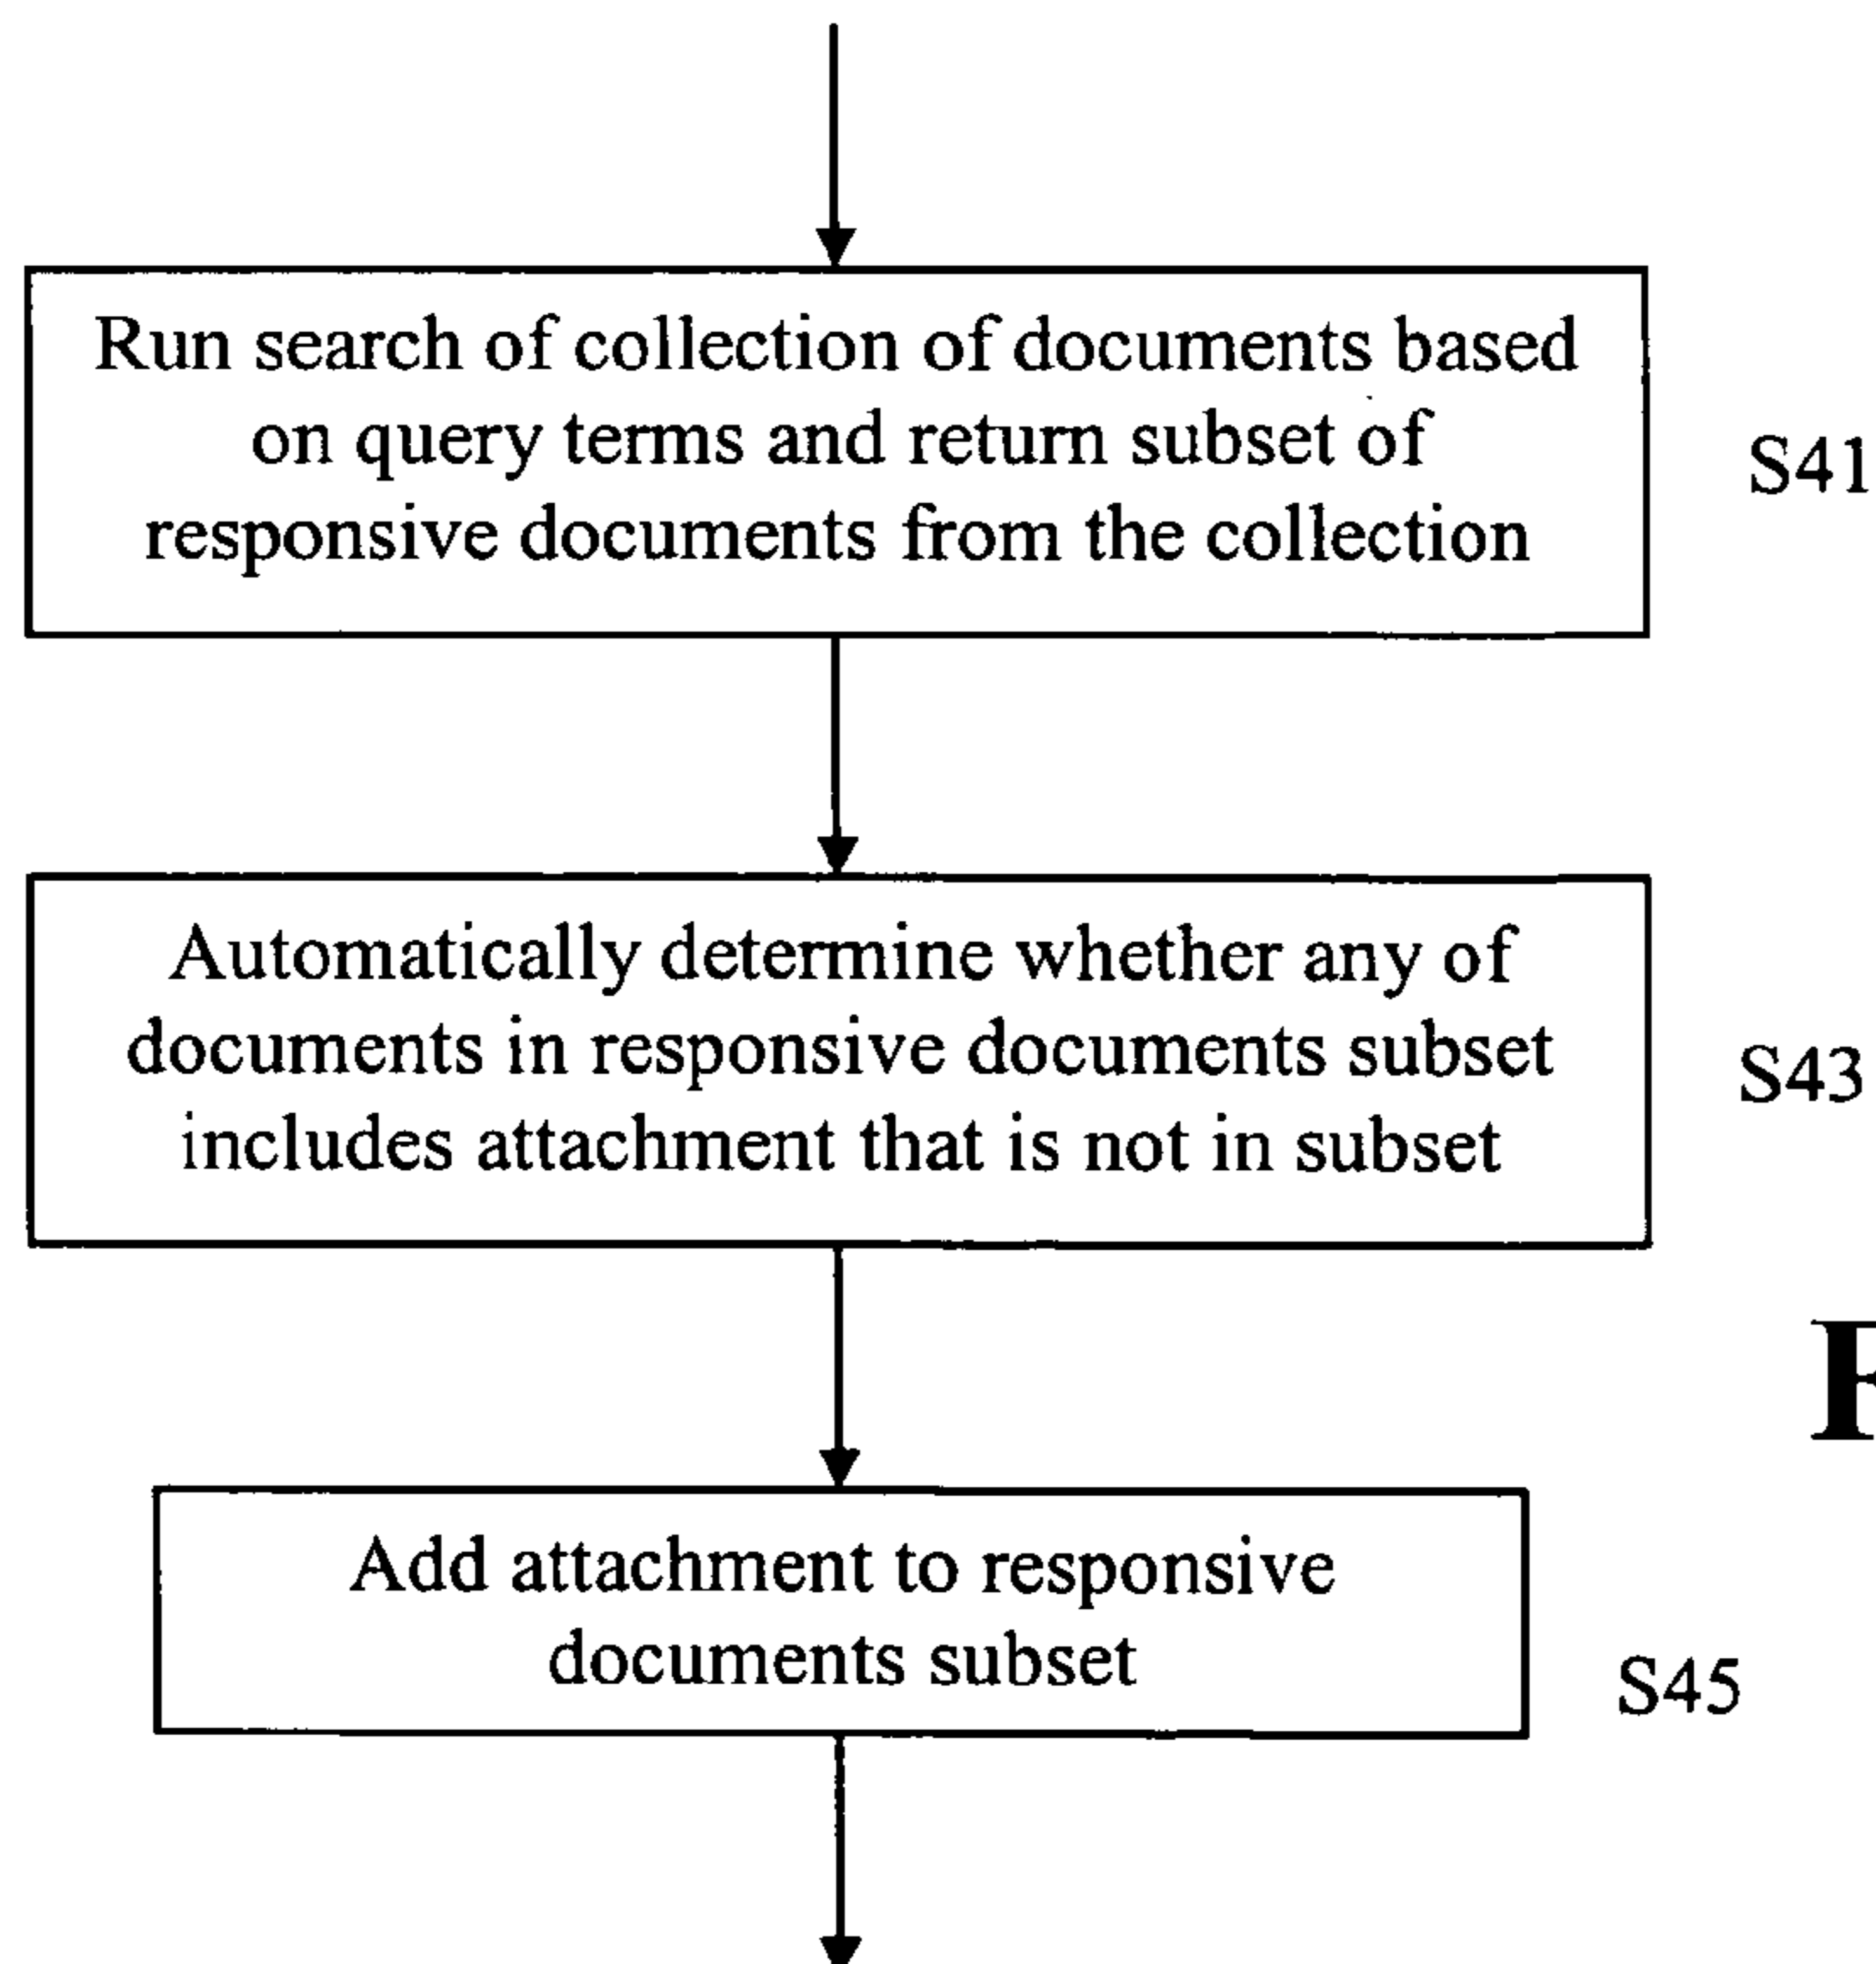 Run search of collection of documents based
on query terms and return subset of
responsive documents from the collection
S41
Automatically determine whether any of
documents in responsive documents subset
includes attachment that is not in subset
S43
Add attachment to responsive
documents subset
S45